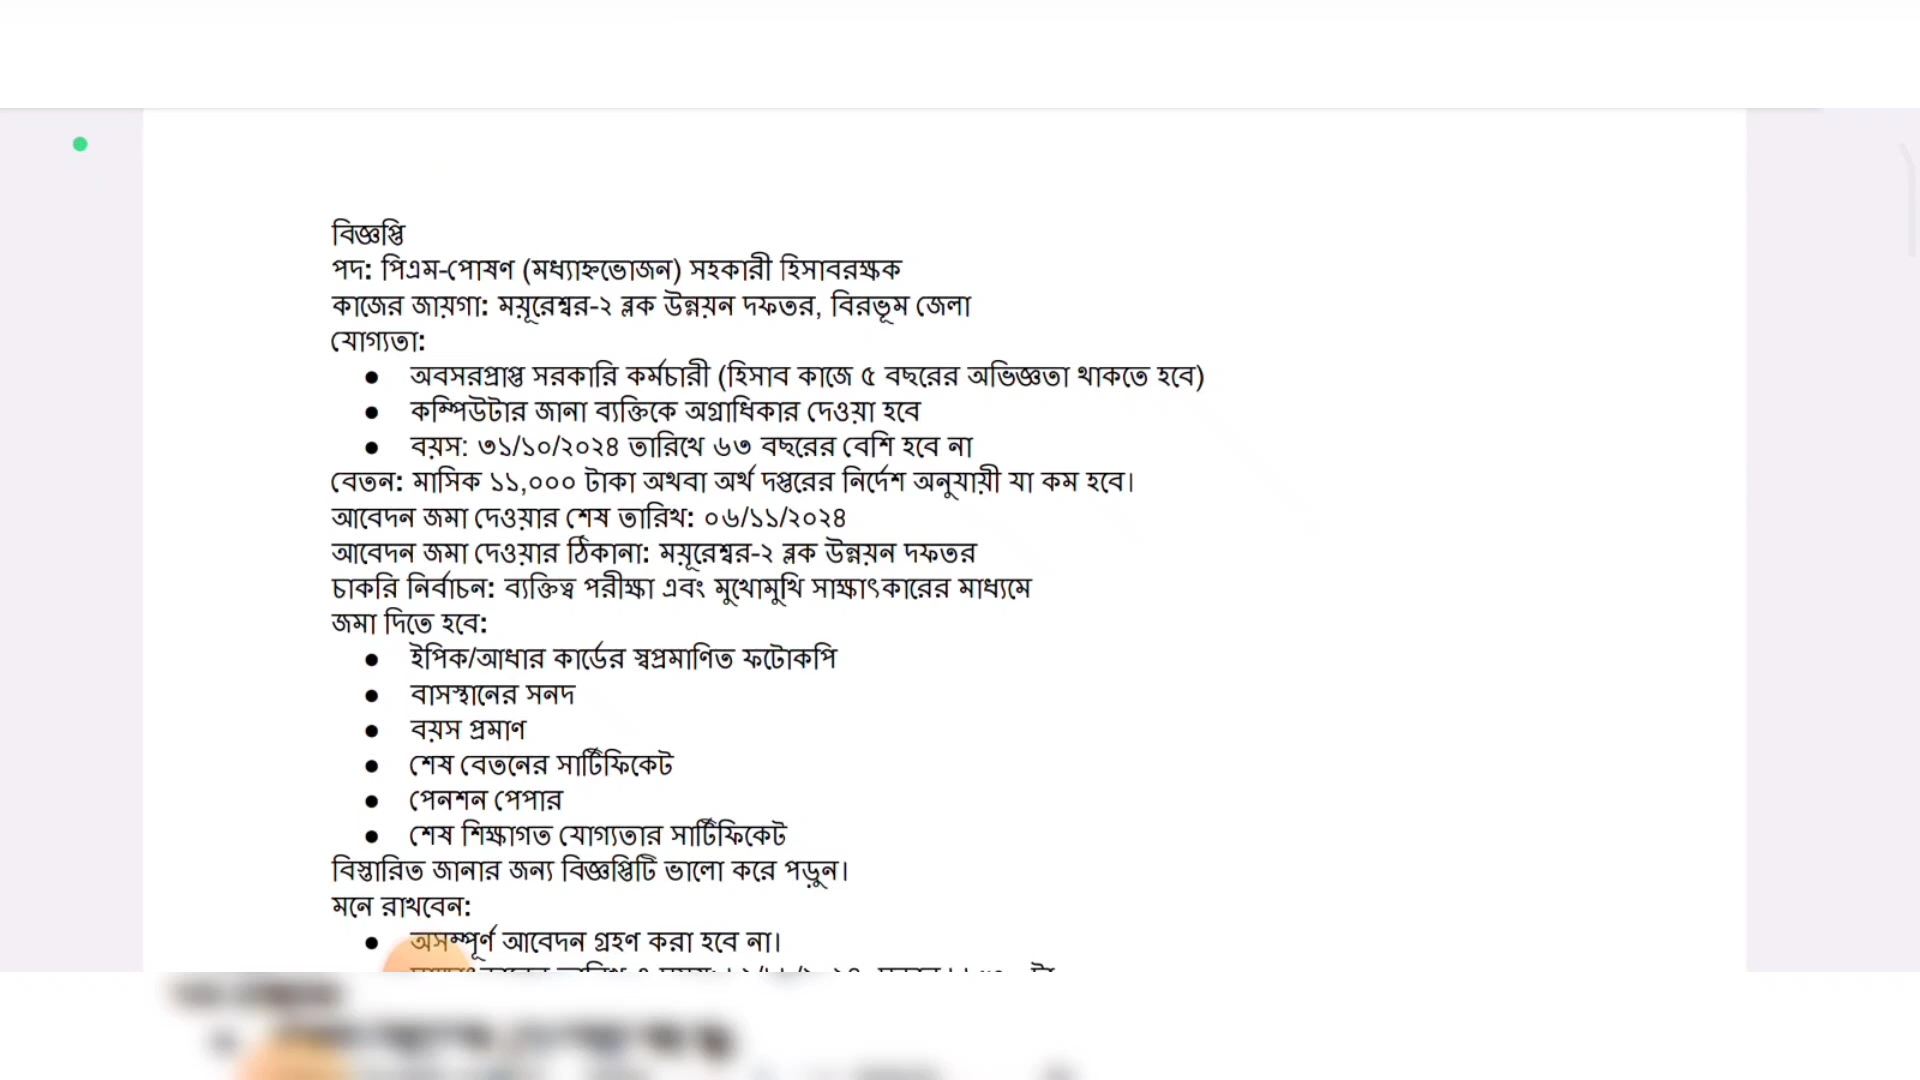 বিজ্ঞপ্তি
পদ: পিএম-পোষণ (মধ্যাহ্নভোজন) সহকারী হিসাবরক্ষক
কাজের জায়গা: ময়ূরেশ্বর-২ ব্লক উন্নয়ন দফতর, বিরভূম জেলা
যোগ্যতা:
● অবসরপ্রাপ্ত সরকারি কর্মচারী (হিসাব কাজে ৫ বছরের অভিজ্ঞতা থাকতে হবে)
● কম্পিউটার জানা ব্যক্তিকে অগ্রাধিকার দেওয়া হবে
● বয়স: ৩১/১০/২০২৪ তারিখে ৬৩ বছরের বেশি হবে না
বেতন: মাসিক ১১,০০০ টাকা অথবা অর্থ দপ্তরের নির্দেশ অনুযায়ী যা কম হবে।
আবেদন জমা দেওয়ার শেষ তারিখ: ০৬/১১/২০২৪
আবেদন জমা দেওয়ার ঠিকানা: ময়ূরেশ্বর-২ ব্লক উন্নয়ন দফতর
চাকরি নির্বাচন: ব্যক্তিত্ব পরীক্ষা এবং মুখোমুখি সাক্ষাৎকারের মাধ্যমে
জমা দিতে হবে:
● ইপিক/আধার কার্ডের স্বপ্রমাণিত ফটোকপি
● বাসস্থানের সনদ
● বয়স প্রমাণ
● শেষ বেতনের সার্টিফিকেট
● পেনশন পেপার
● শেষ শিক্ষাগত যোগ্যতার সার্টিফিকেট
বিস্তারিত জানার জন্য বিজ্ঞপ্তিটি ভালো করে পড়ুন।
মনে রাখবেন:
● অসম্পূর্ণ আবেদন গ্রহণ করা হবে না।